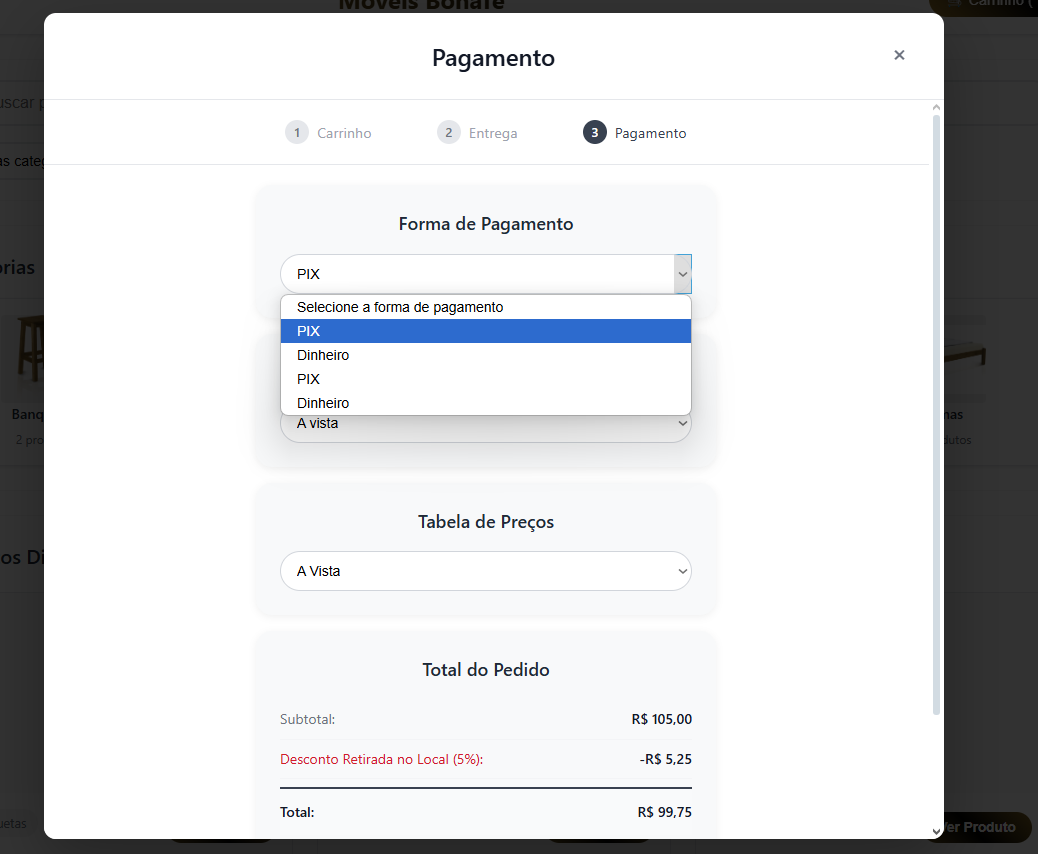 Móveis Bonafé
Carrinho (
Pagamento
×
1 Carrinho
2 Entrega
3 Pagamento
uscar p
as categ
Forma de Pagamento
PIX
Selecione a forma de pagamento
PIX
Dinheiro
PIX
Dinheiro
A vista
orias
Banq
2 pro
mas
dutos
os Di
Tabela de Preços
A Vista
Total do Pedido
Subtotal: R$ 105,00
Desconto Retirada no Local (5%): -R$ 5,25
Total: R$ 99,75
uetas
Ver Produto